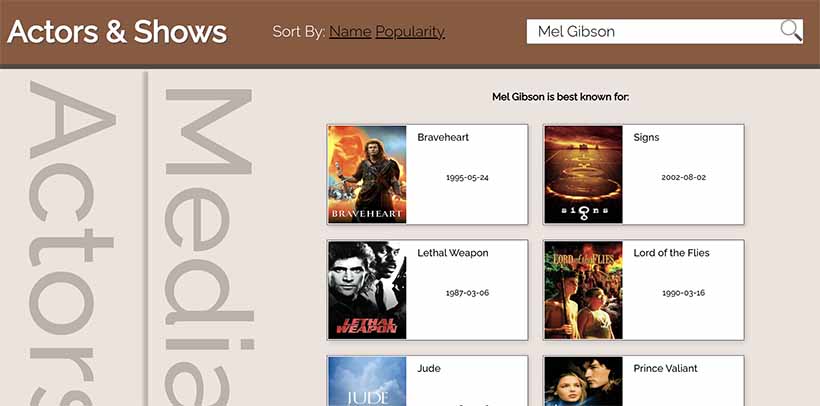 Actors & Shows
Sort By: Name Popularity
Mel Gibson
Actors
Media
Mel Gibson is best known for:
Braveheart
1995-05-24
BRAVEHEART
Signs
2002-08-02
signs
Lethal Weapon
1987-03-06
LETHAL
WEAPON
Lord of the Flies
1990-03-16
LORD OF THE FLIES
Jude
JUDE
Prince Valiant